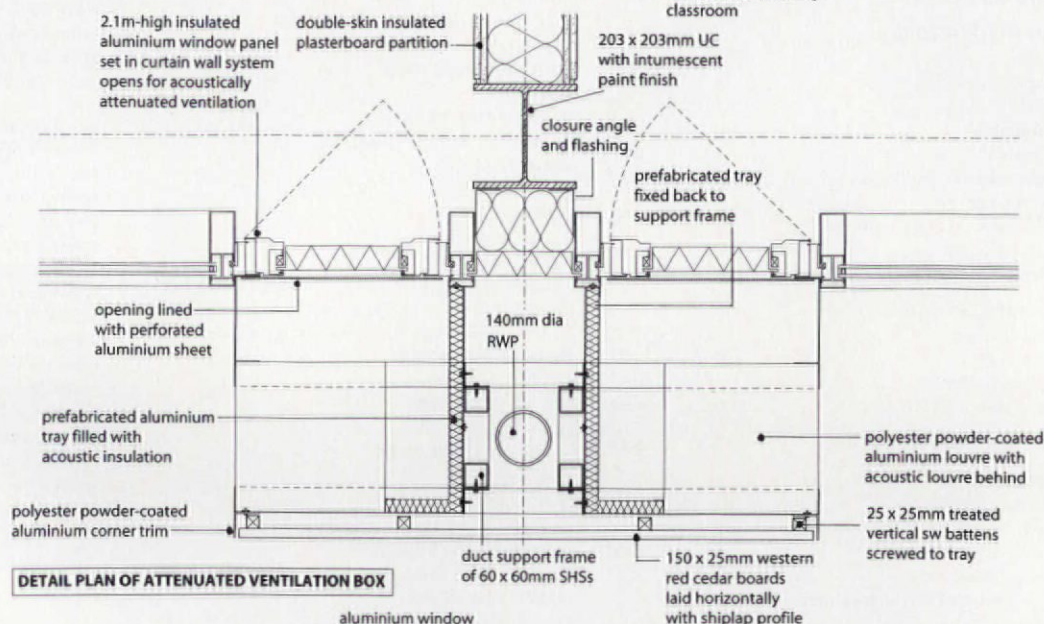 classroom
2.1m-high insulated
aluminium window panel
set in curtain wall system
opens for acoustically
attenuated ventilation
double-skin insulated
plasterboard partition
203 x 203mm UC
with intumescent
paint finish
closure angle
and flashing
prefabricated tray
fixed back to
support frame
opening lined
with perforated
aluminium sheet
140mm dia
RWP
prefabricated aluminium
tray filled with
acoustic insulation
polyester powder-coated
aluminium louvre with
acoustic louvre behind
polyester powder-coated
aluminium corner trim
25 x 25mm treated
vertical sw battens
screwed to tray
duct support frame
of 60 x 60mm SHSs
150 x 25mm western
red cedar boards
laid horizontally
with shiplap profile
DETAIL PLAN OF ATTENUATED VENTILATION BOX
aluminium window